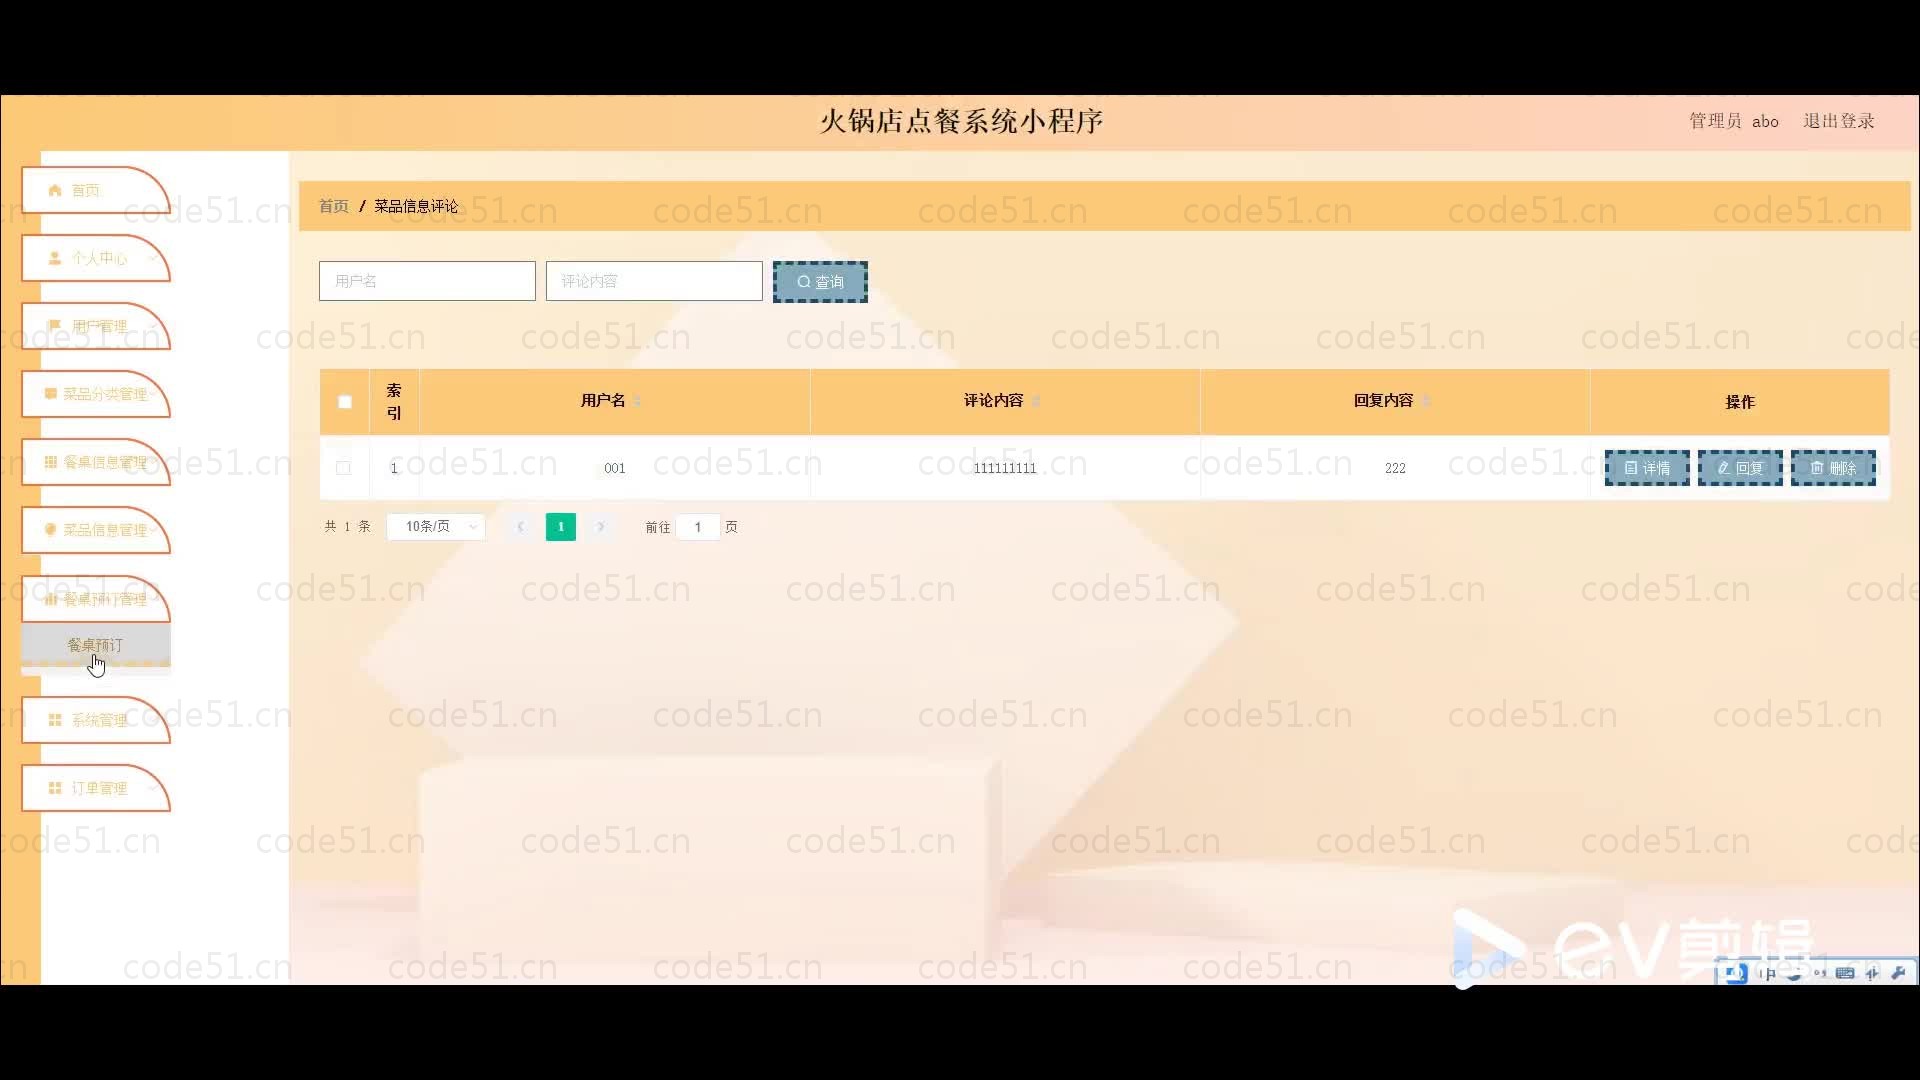 火锅店点餐系统小程序
管理员 abo 退出登录
首页
个人中心
用户管理
菜品分类管理
餐桌信息管理
菜品信息管理
餐桌预订管理
餐桌预订
系统管理
订单管理
首页 / 菜品信息评论
用户名
评论内容
查询
索引 用户名 评论内容 回复内容 操作
1 001 111111111 222 详情 回复 删除
共 1 条 10条/页 1 前往 1 页
code51.cn
EV剪辑